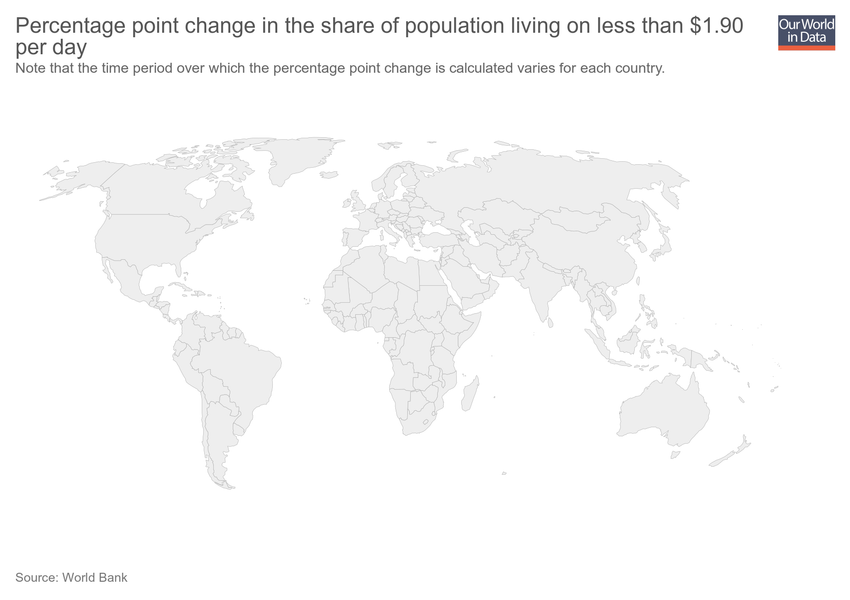 Percentage point change in the share of population living on less than $1.90
per day
Note that the time period over which the percentage point change is calculated varies for each country.
Our World
in Data
Source: World Bank